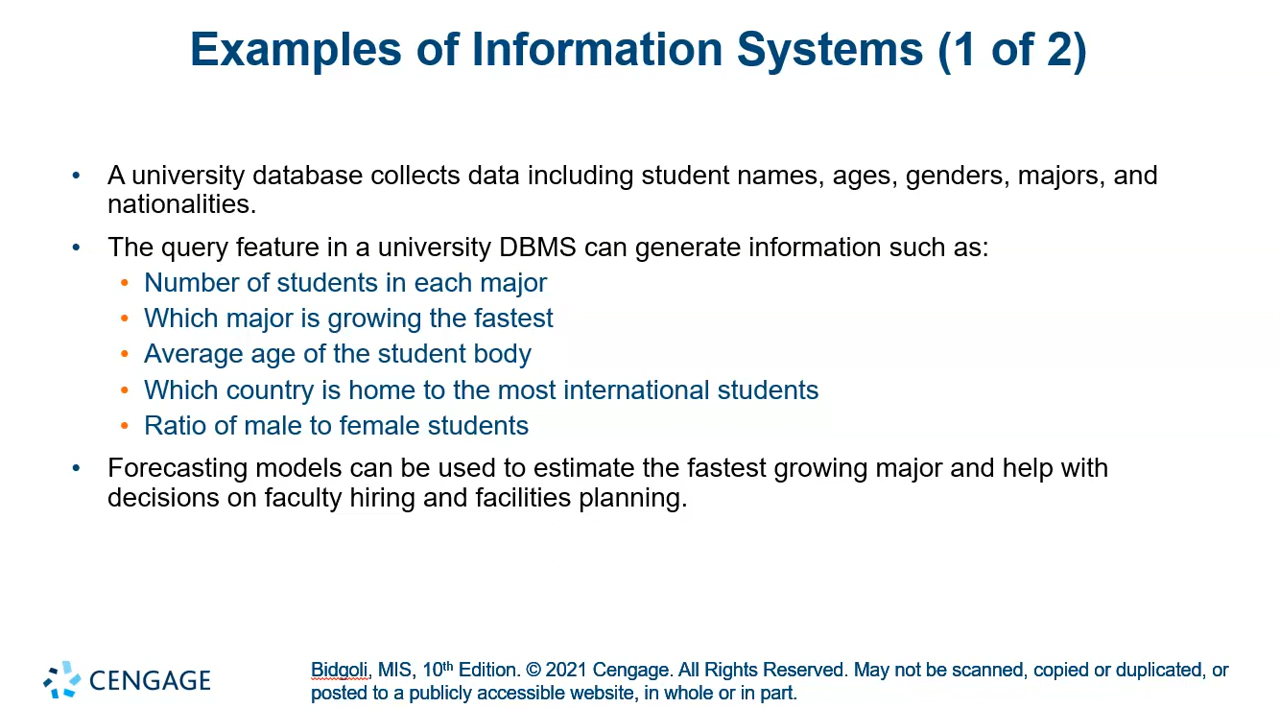 Examples of Information Systems (1 of 2)
• A university database collects data including student names, ages, genders, majors, and
nationalities.
• The query feature in a university DBMS can generate information such as:
• Number of students in each major
• Which major is growing the fastest
• Average age of the student body
• Which country is home to the most international students
• Ratio of male to female students
• Forecasting models can be used to estimate the fastest growing major and help with
decisions on faculty hiring and facilities planning.
CENGAGE
Bidgoli, MIS, 10th Edition. © 2021 Cengage. All Rights Reserved. May not be scanned, copied or duplicated, or
posted to a publicly accessible website, in whole or in part.